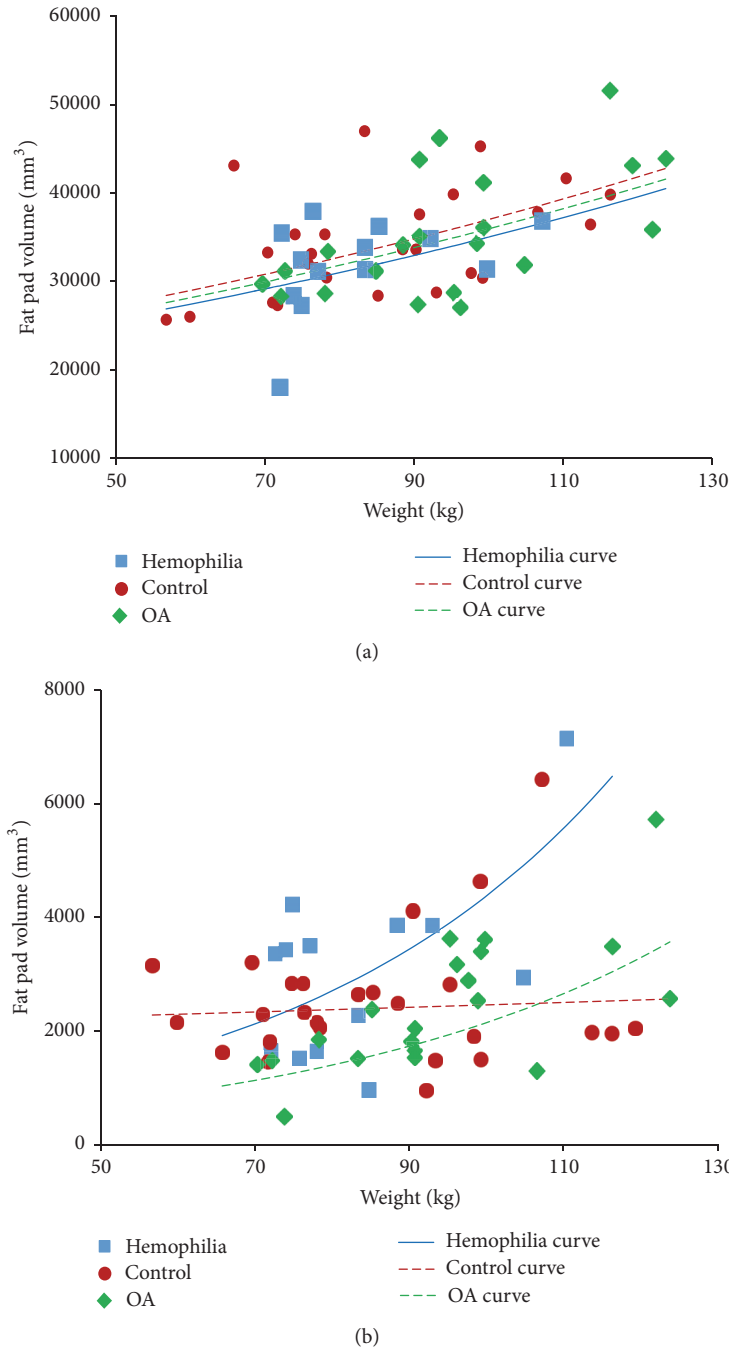 60000
50000
40000
30000
20000
10000
Fat pad volume (mm³)
50 70 90 110 130
Weight (kg)
Hemophilia
Control
OA
Hemophilia curve
Control curve
OA curve
(a)
8000
6000
4000
2000
0
Fat pad volume (mm³)
50 70 90 110 130
Weight (kg)
Hemophilia
Control
OA
Hemophilia curve
Control curve
OA curve
(b)